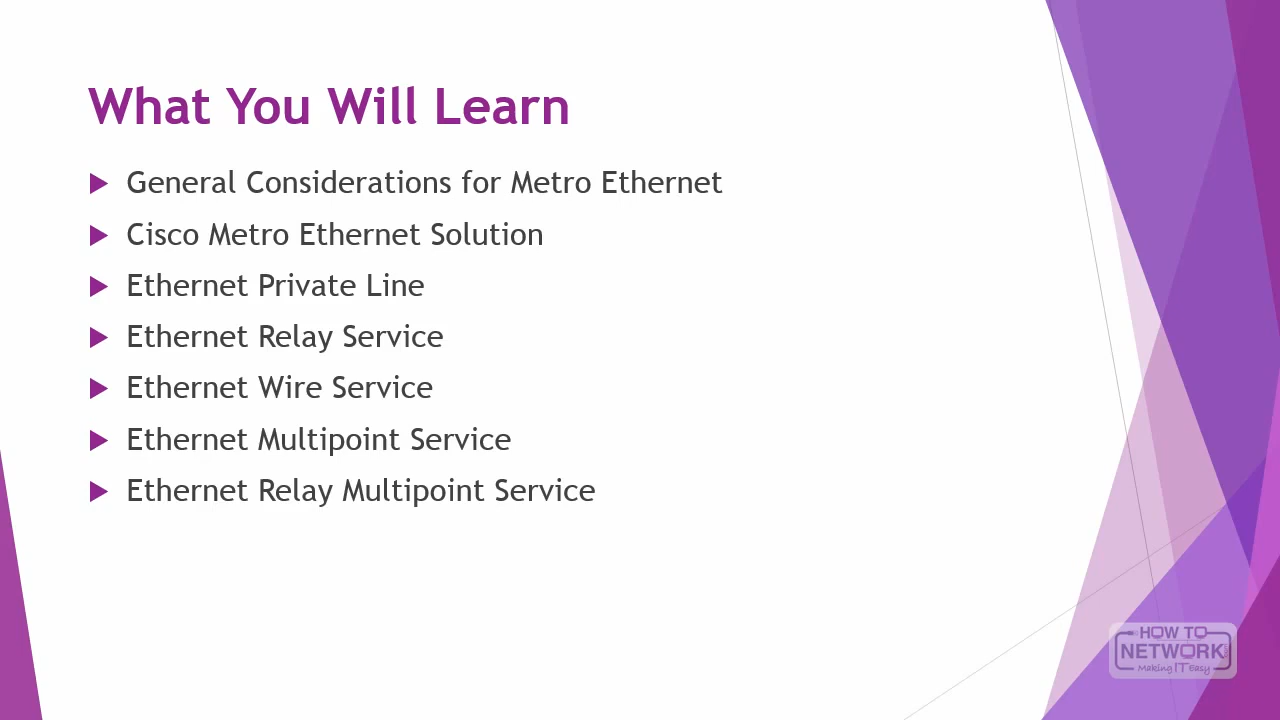 What You Will Learn
General Considerations for Metro Ethernet
Cisco Metro Ethernet Solution
Ethernet Private Line
Ethernet Relay Service
Ethernet Wire Service
Ethernet Multipoint Service
Ethernet Relay Multipoint Service
HOW TO
NETWORK
Making IT Easy